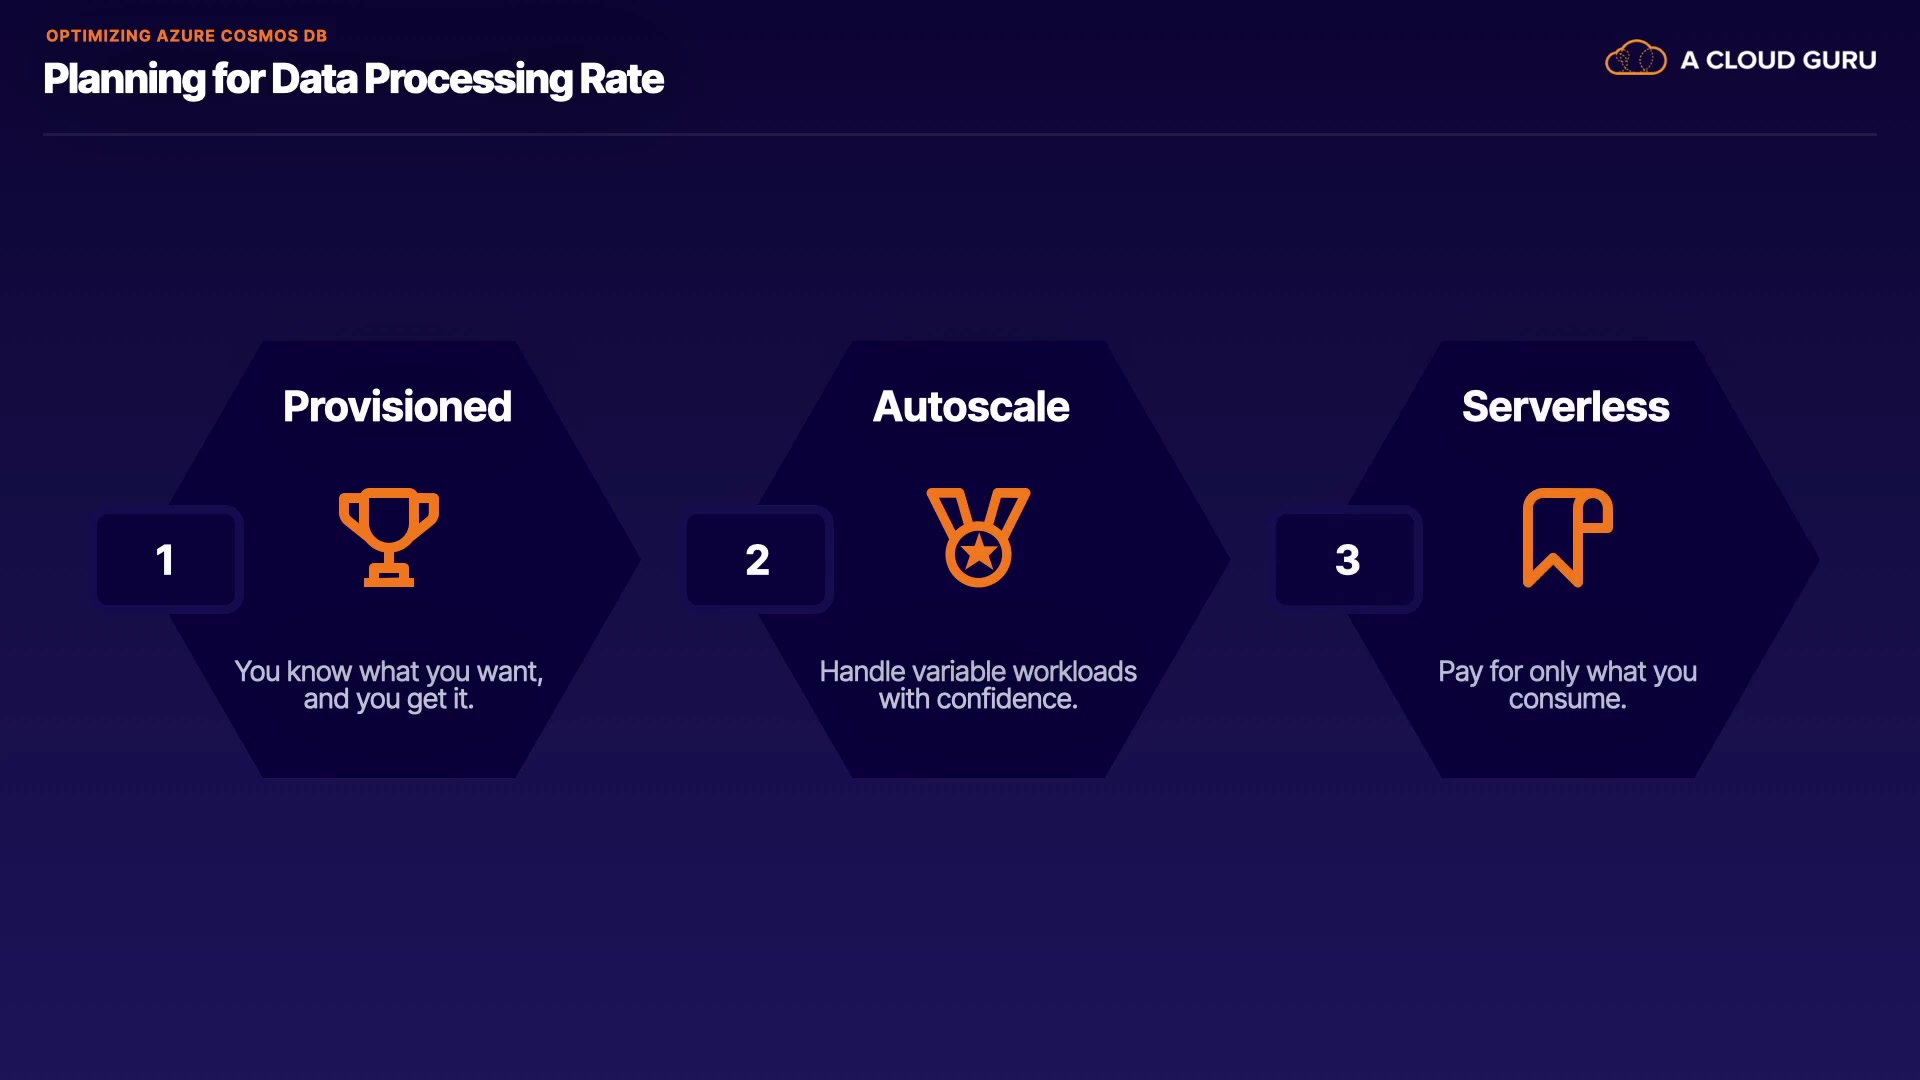 OPTIMIZING AZURE COSMOS DB
Planning for Data Processing Rate
A CLOUD GURU
Provisioned
1
You know what you want,
and you get it.
Autoscale
2
Handle variable workloads
with confidence.
Serverless
3
Pay for only what you
consume.